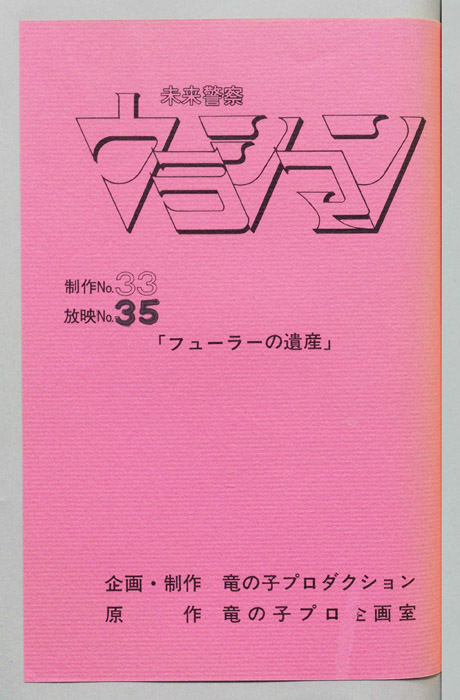 未来警察
ウラシマン
制作No.33
放映No.35
「フューラーの遺産」
企画・制作 竜の子プロダクション
原 作 竜の子プロ企画室